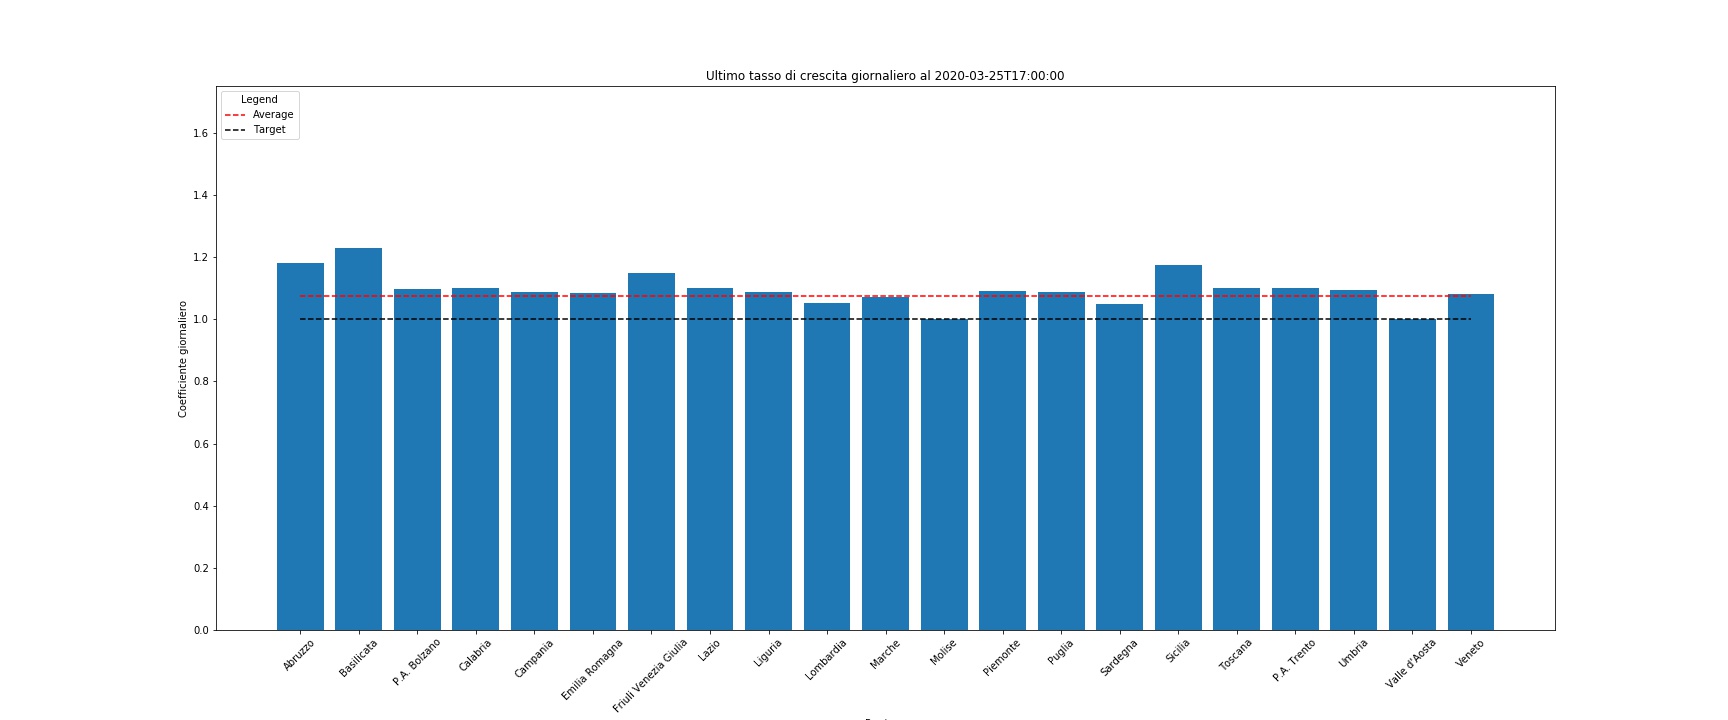 Ultimo tasso di crescita giornaliero al 2020-03-25T17:00:00
Legend
Average
Target
1.6
1.4
1.2
1.0
0.8
0.6
0.4
0.2
0.0
Coefficiente giornaliero
Abruzzo
Basilicata
P.A. Bolzano
Calabria
Campania
Emilia Romagna
Friuli Venezia Giulia
Lazio
Liguria
Lombardia
Marche
Molise
Piemonte
Puglia
Sardegna
Sicilia
Toscana
P.A. Trento
Umbria
Valle d'Aosta
Veneto